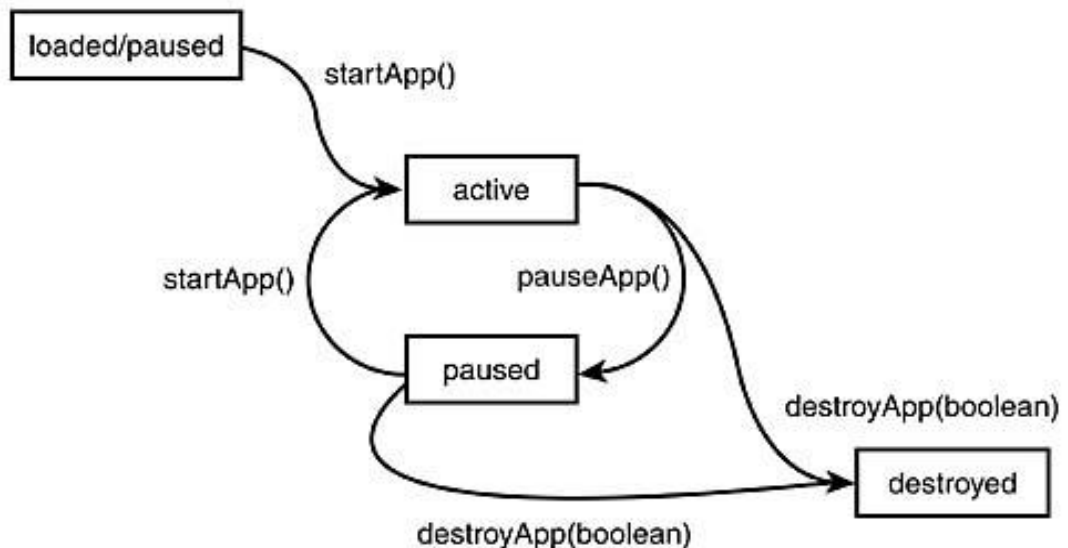 loaded/paused
startApp()
active
startApp()
pauseApp()
paused
destroyApp(boolean)
destroyed
destroyApp(boolean)